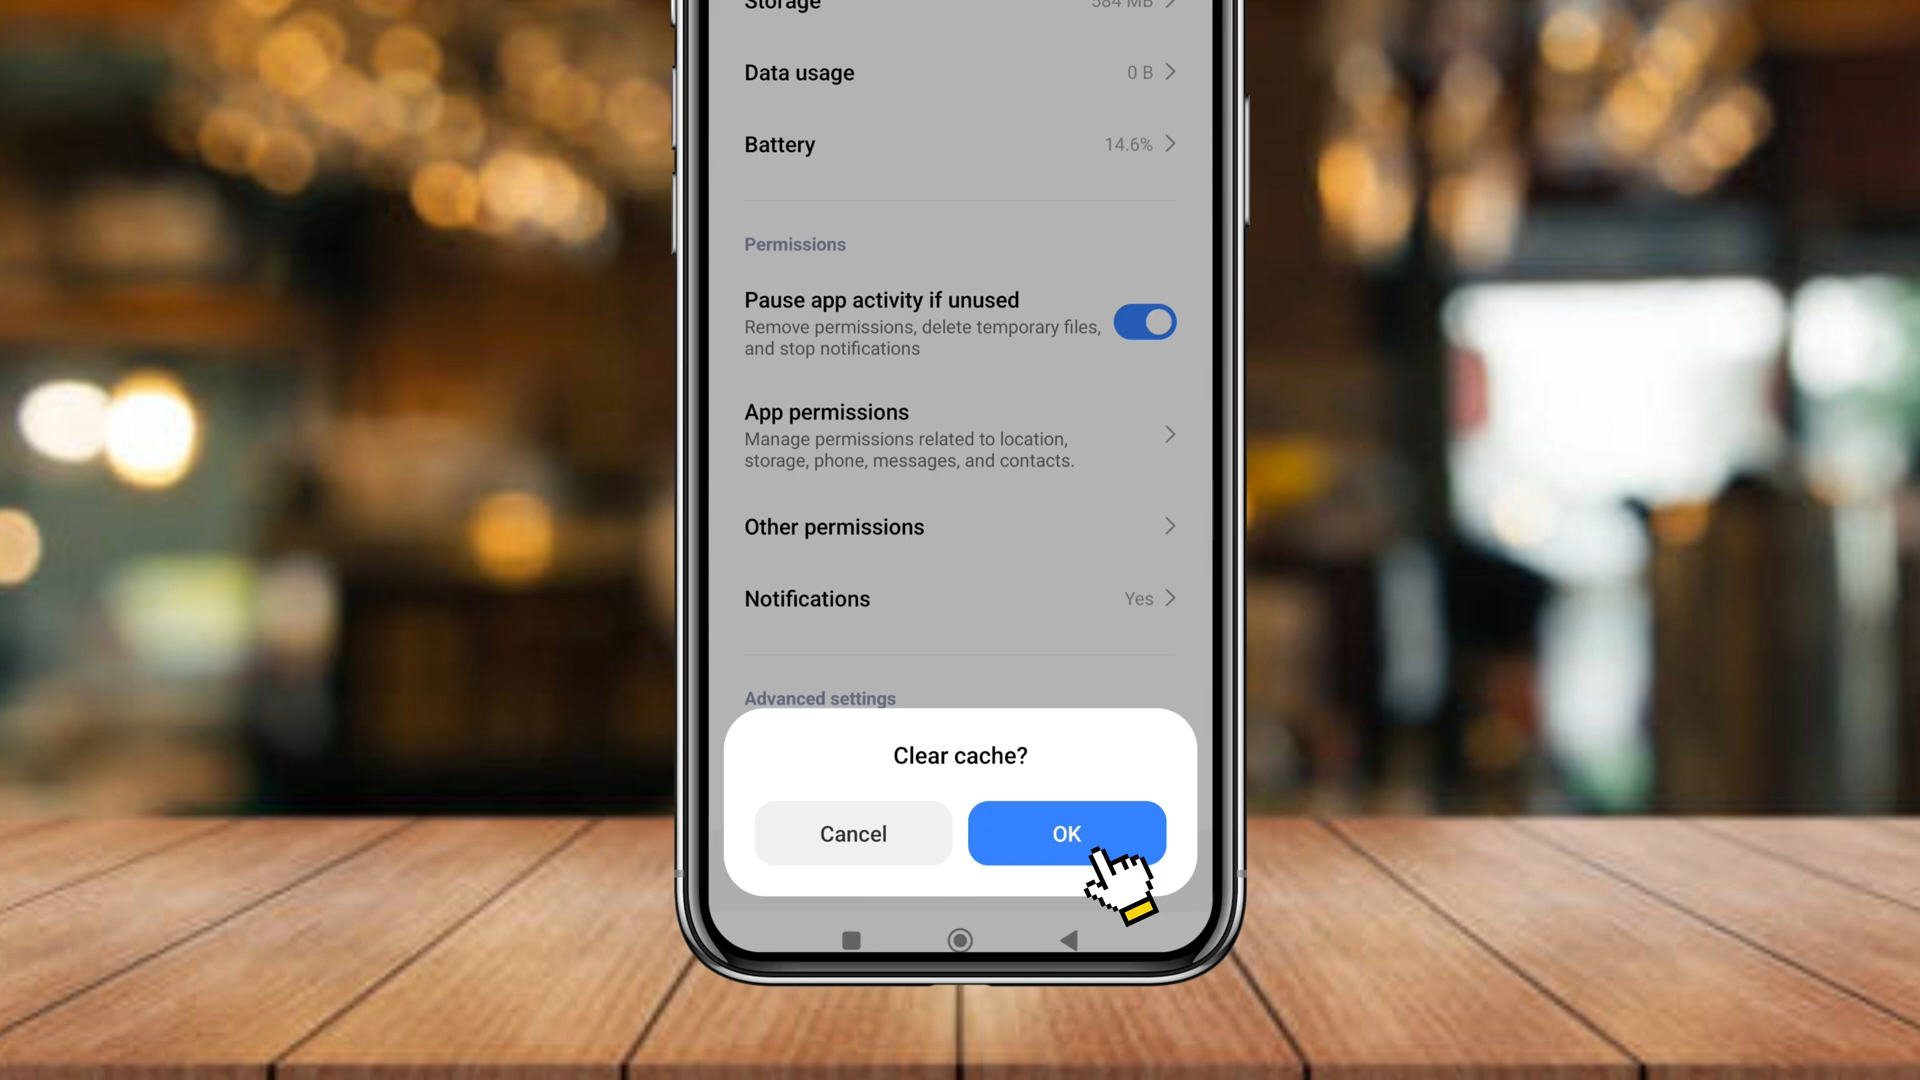 Storage 584 MB
Data usage 0 B
Battery 14.6%
Permissions
Pause app activity if unused
Remove permissions, delete temporary files,
and stop notifications
App permissions
Manage permissions related to location,
storage, phone, messages, and contacts.
Other permissions
Notifications Yes
Advanced settings
Clear cache?
Cancel OK